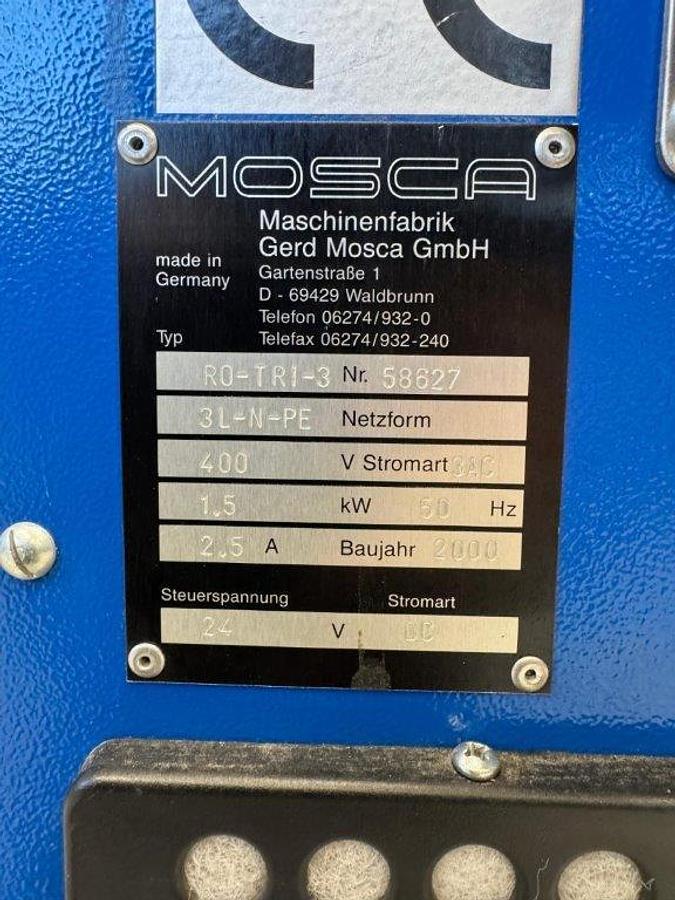 MOSCA
Maschinenfabrik
Gerd Mosca GmbH
made in
Germany
Gartenstraße 1
D - 69429 Waldbrunn
Telefon 06274/932-0
Typ
Telefax 06274/932-240
RO-TRI-3 Nr. 58627
3L-N-PE Netzform
400 V Stromart 3AC
1.5 kW 50 Hz
2.5 A Baujahr 2000
Steuerspannung Stromart
24 V DC